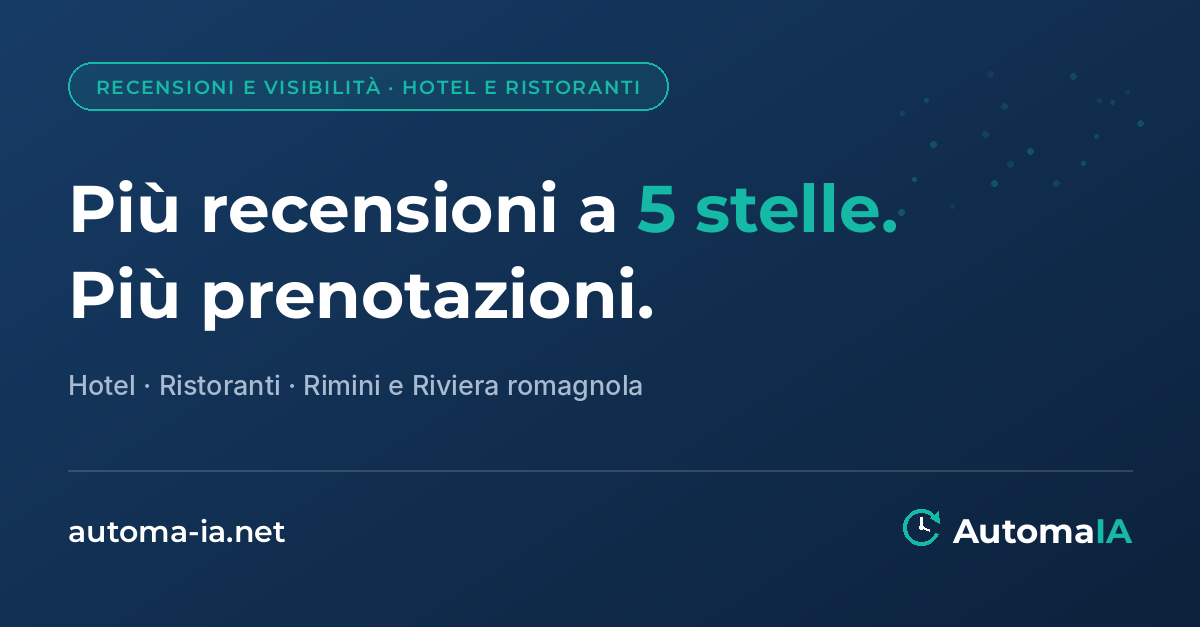 RECENSIONI E VISIBILITÀ · HOTEL E RISTORANTI
Più recensioni a 5 stelle.
Più prenotazioni.
Hotel · Ristoranti · Rimini e Riviera romagnola
automa-ia.net
AutomaIA